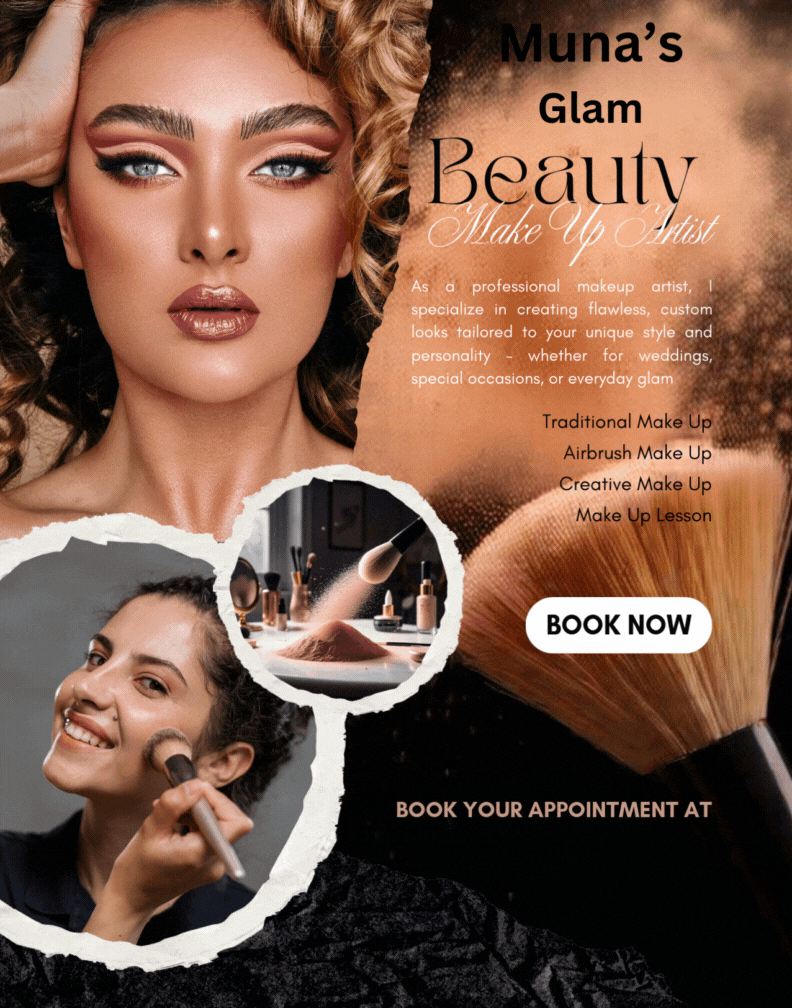 Muna’s
Glam
Beauty
Make Up Artist
As a professional makeup artist, I
specialize in creating flawless, custom
looks tailored to your unique style and
personality – whether for weddings,
special occasions, or everyday glam
Traditional Make Up
Airbrush Make Up
Creative Make Up
Make Up Lesson
BOOK NOW
BOOK YOUR APPOINTMENT AT